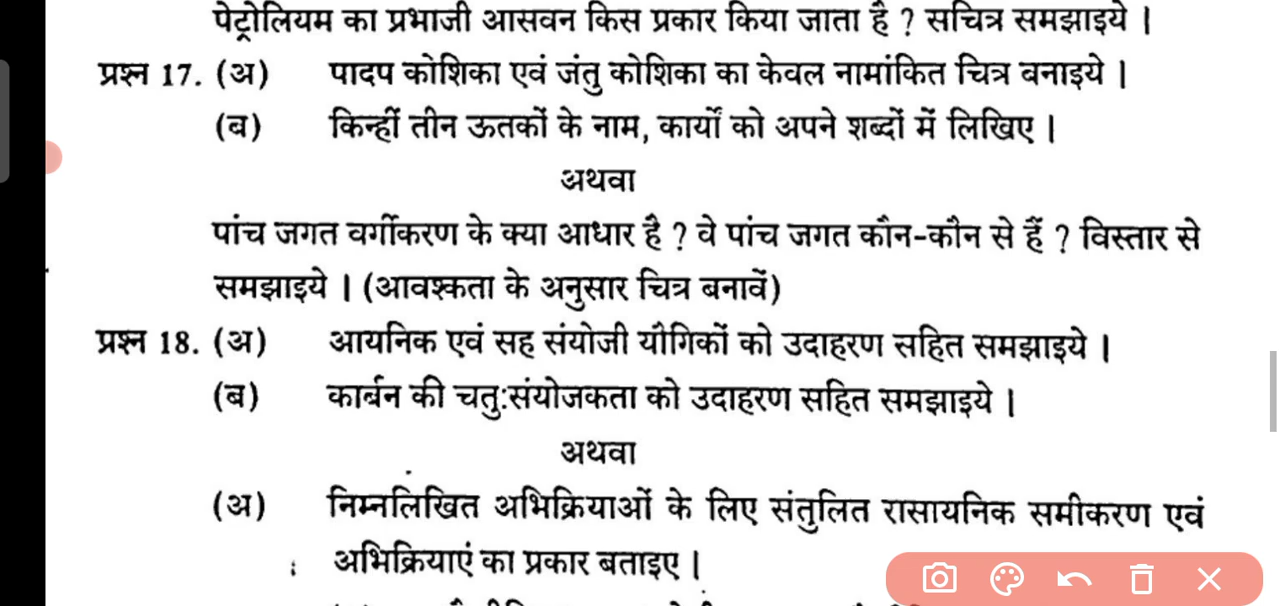 पेट्रोलियम का प्रभाजी आसवन किस प्रकार किया जाता है ? सचित्र समझाइये ।
प्रश्न 17. (अ) पादप कोशिका एवं जंतु कोशिका का केवल नामांकित चित्र बनाइये ।
(ब) किन्हीं तीन ऊतकों के नाम, कार्यों को अपने शब्दों में लिखिए ।
अथवा
पांच जगत वर्गीकरण के क्या आधार है ? वे पांच जगत कौन-कौन से हैं ? विस्तार से
समझाइये । (आवश्कता के अनुसार चित्र बनावें)
प्रश्न 18. (अ) आयनिक एवं सह संयोजी यौगिकों को उदाहरण सहित समझाइये ।
(ब) कार्बन की चतु:संयोजकता को उदाहरण सहित समझाइये ।
अथवा
(अ) निम्नलिखित अभिक्रियाओं के लिए संतुलित रासायनिक समीकरण एवं
अभिक्रियाएं का प्रकार बताइए ।